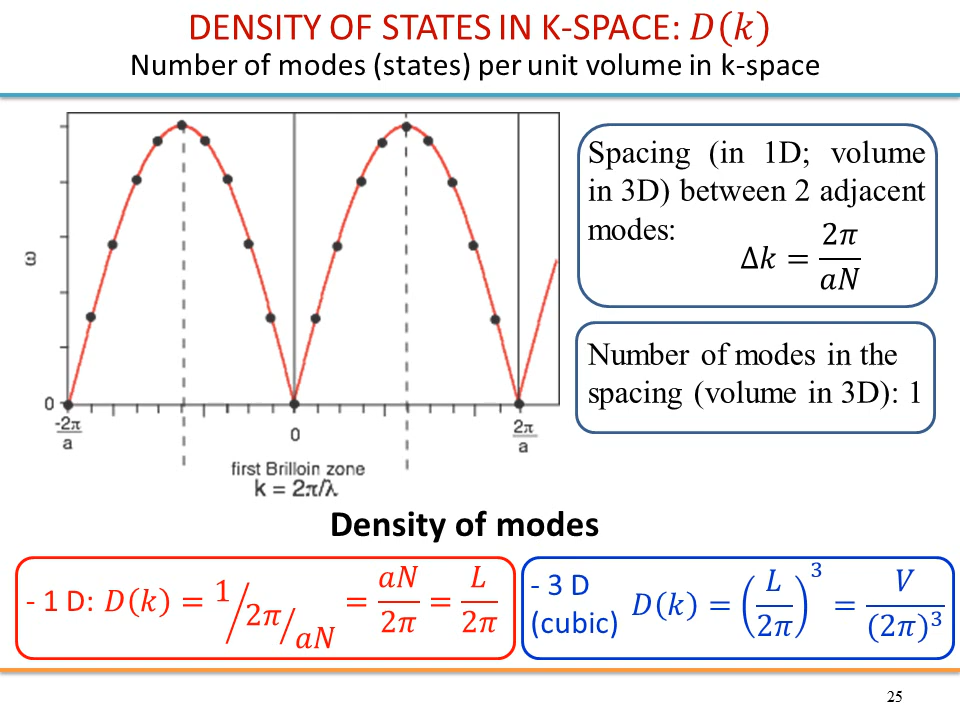 DENSITY OF STATES IN K-SPACE: D(k)
Number of modes (states) per unit volume in k-space
ω
0
-2π
a
0
2π
a
first Brilloin zone
k = 2π/λ
Spacing (in 1D; volume
in 3D) between 2 adjacent
modes:
Δk = 2π/aN
Number of modes in the
spacing (volume in 3D): 1
Density of modes
- 1 D: D(k) = 1/2π/aN = aN/2π = L/2π
- 3 D
(cubic) D(k) = (L/2π)³ = V/(2π)³
25